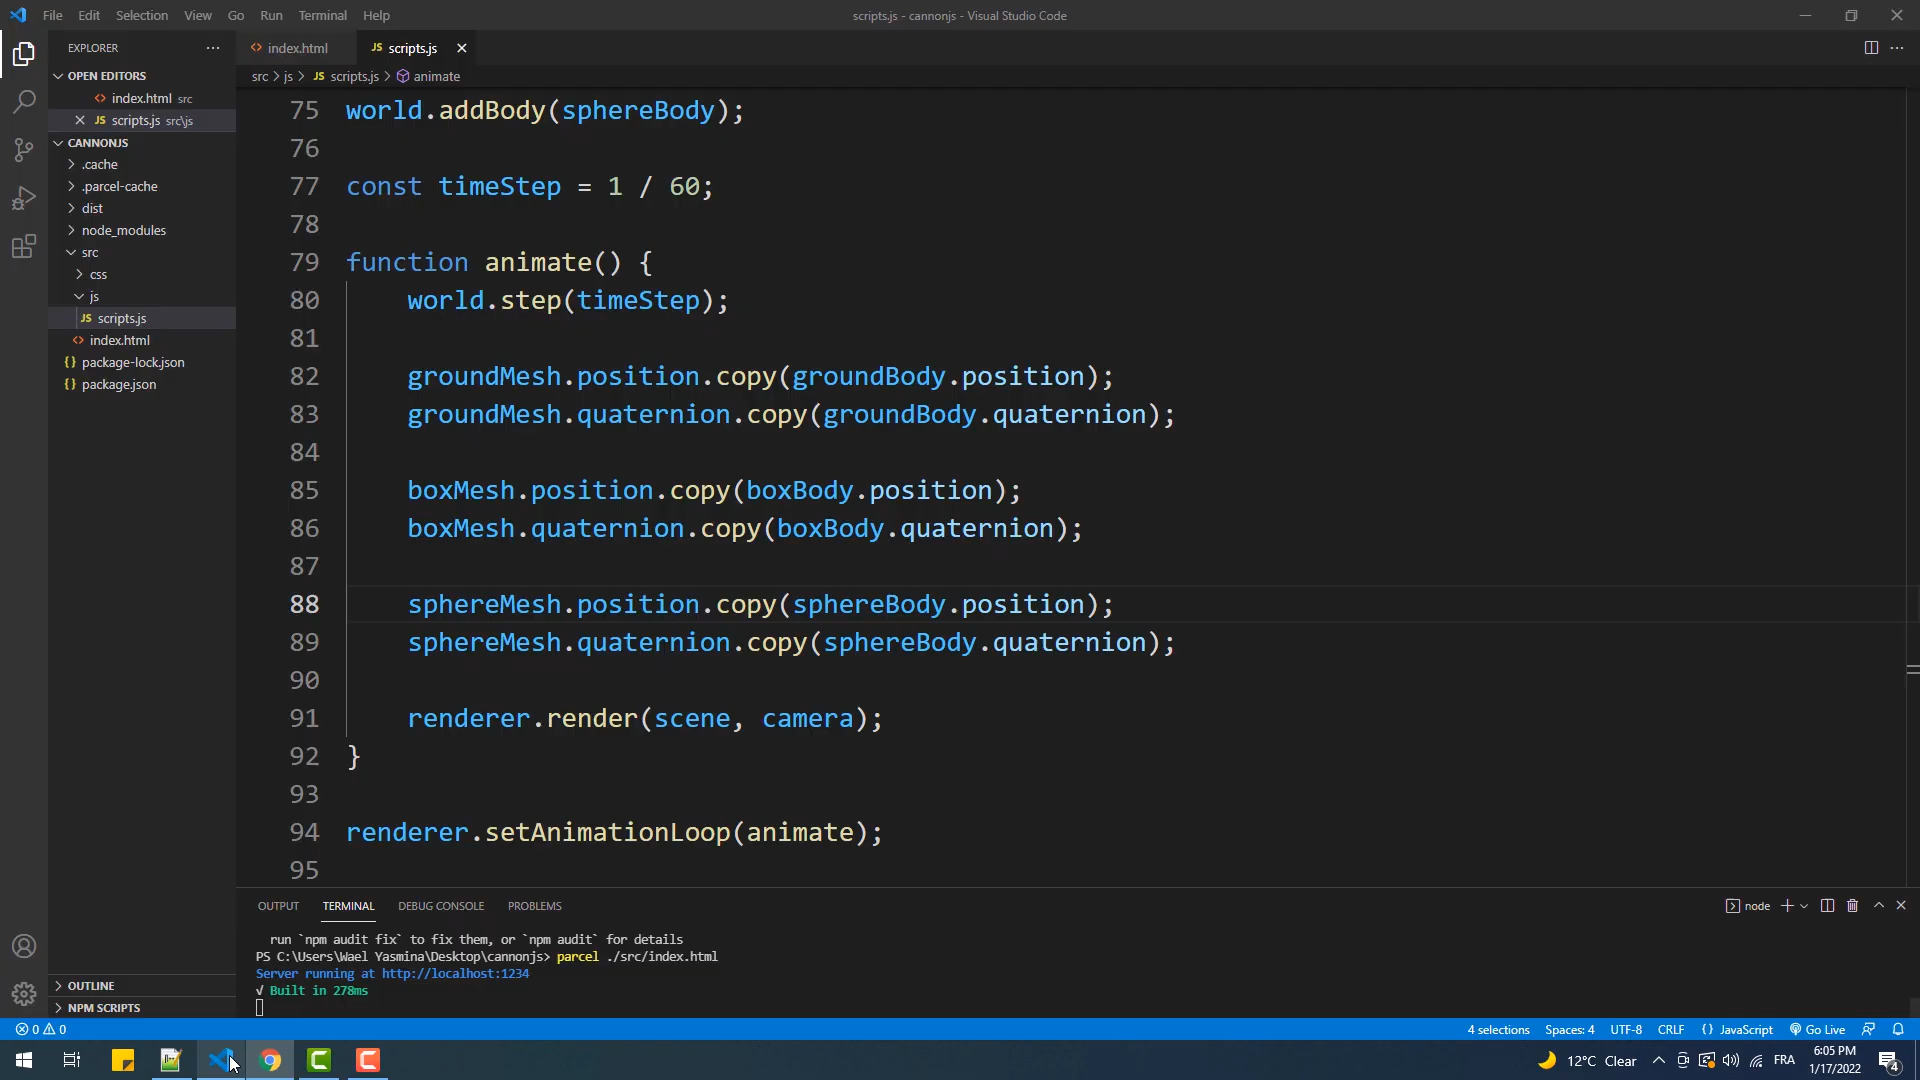 File Edit Selection View Go Run Terminal Help
scripts.js - cannonjs - Visual Studio Code
EXPLORER
OPEN EDITORS
index.html src
JS scripts.js src\js
CANNONJS
.cache
.parcel-cache
dist
node_modules
src
css
js
JS scripts.js
index.html
{} package-lock.json
{} package.json
OUTLINE
NPM SCRIPTS
index.html
JS scripts.js
src > js > JS scripts.js > animate
75 world.addBody(sphereBody);
76
77 const timeStep = 1 / 60;
78
79 function animate() {
80 world.step(timeStep);
81
82 groundMesh.position.copy(groundBody.position);
83 groundMesh.quaternion.copy(groundBody.quaternion);
84
85 boxMesh.position.copy(boxBody.position);
86 boxMesh.quaternion.copy(boxBody.quaternion);
87
88 sphereMesh.position.copy(sphereBody.position);
89 sphereMesh.quaternion.copy(sphereBody.quaternion);
90
91 renderer.render(scene, camera);
92 }
93
94 renderer.setAnimationLoop(animate);
95
OUTPUT TERMINAL DEBUG CONSOLE PROBLEMS
node
run `npm audit fix` to fix them, or `npm audit` for details
PS C:\Users\Wael Yasmina\Desktop\cannonjs> parcel ./src/index.html
Server running at http://localhost:1234
√ Built in 278ms
0 0
4 selections Spaces: 4 UTF-8 CRLF {} JavaScript Go Live
12°C Clear
FRA
6:05 PM
1/17/2022
4